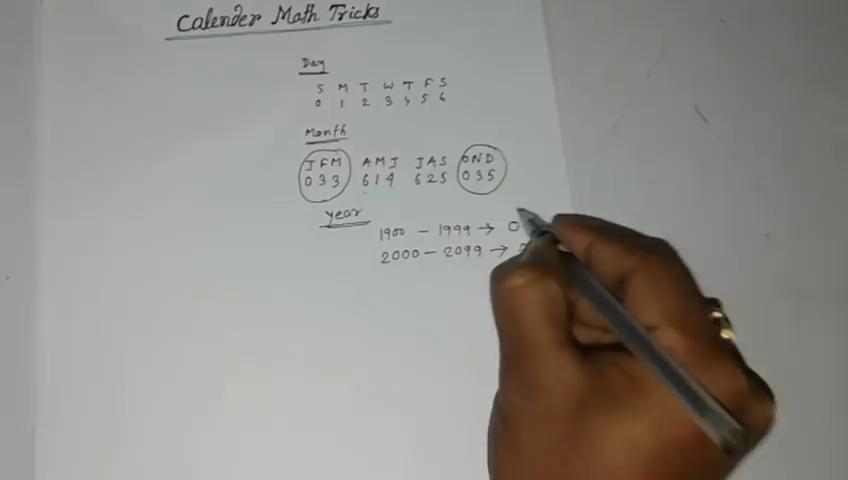 Calender Math Tricks
Day
S M T W T F S
0 1 2 3 4 5 6
Month
JFM AMJ JAS OND
033 614 625 035
year
1900 - 1999 → 0
2000 - 2099 →